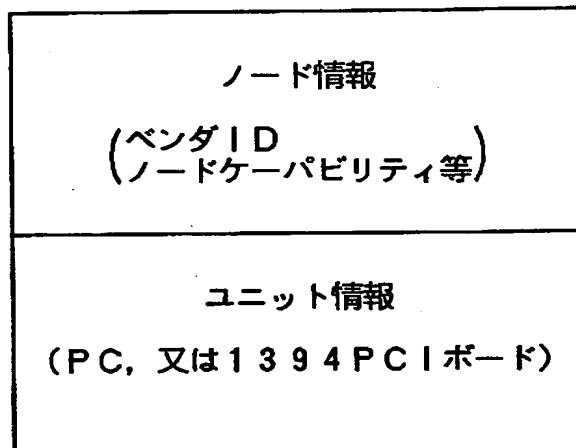 ノード情報
(ベンダID
ノードケーパビリティ等)
ユニット情報
(PC, 又は1394PCIボード)